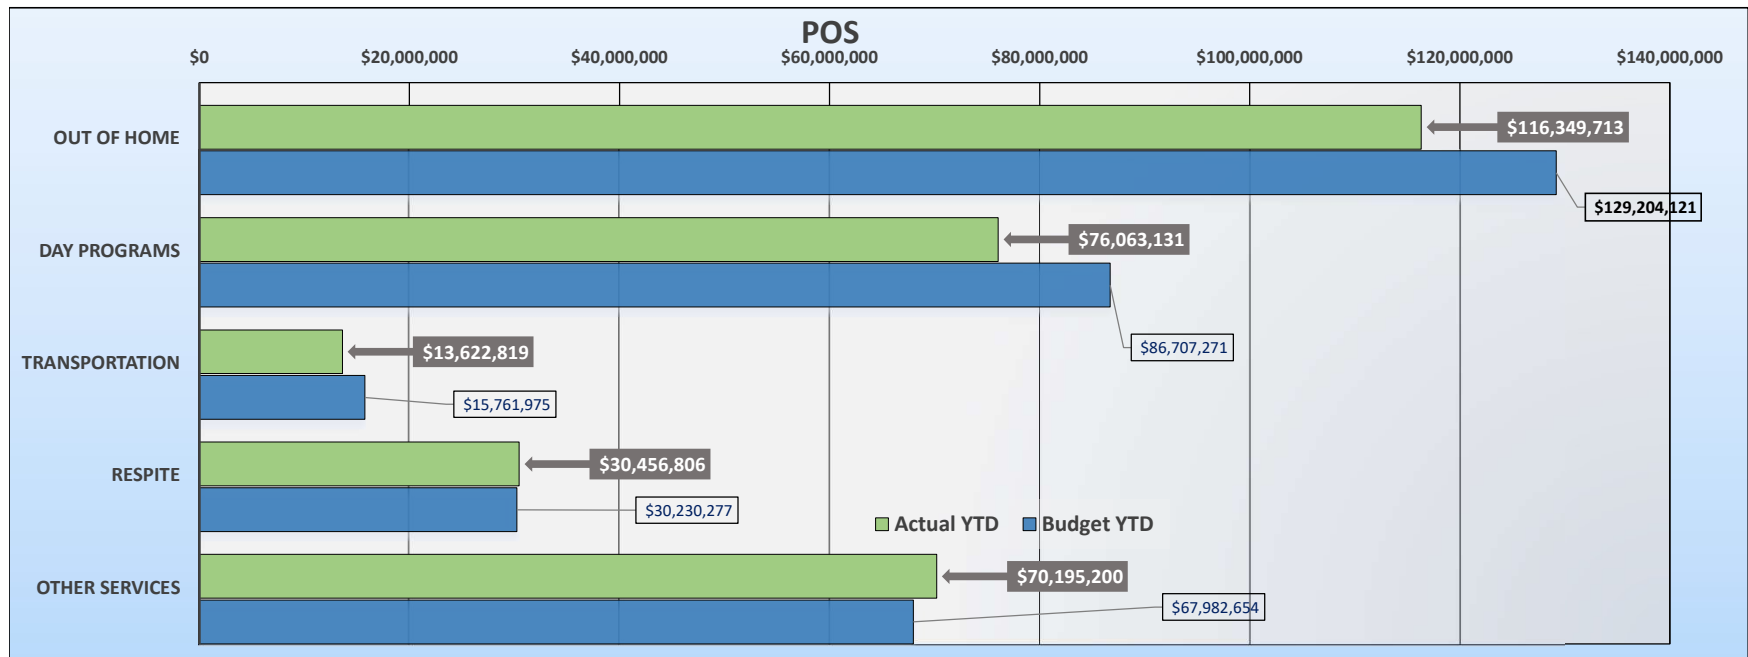 POS
$0 $20,000,000 $40,000,000 $60,000,000 $80,000,000 $100,000,000 $120,000,000 $140,000,000
OUT OF HOME
$116,349,713
$129,204,121
DAY PROGRAMS
$76,063,131
$86,707,271
TRANSPORTATION
$13,622,819
$15,761,975
RESPITE
$30,456,806
$30,230,277
Actual YTD Budget YTD
OTHER SERVICES
$70,195,200
$67,982,654